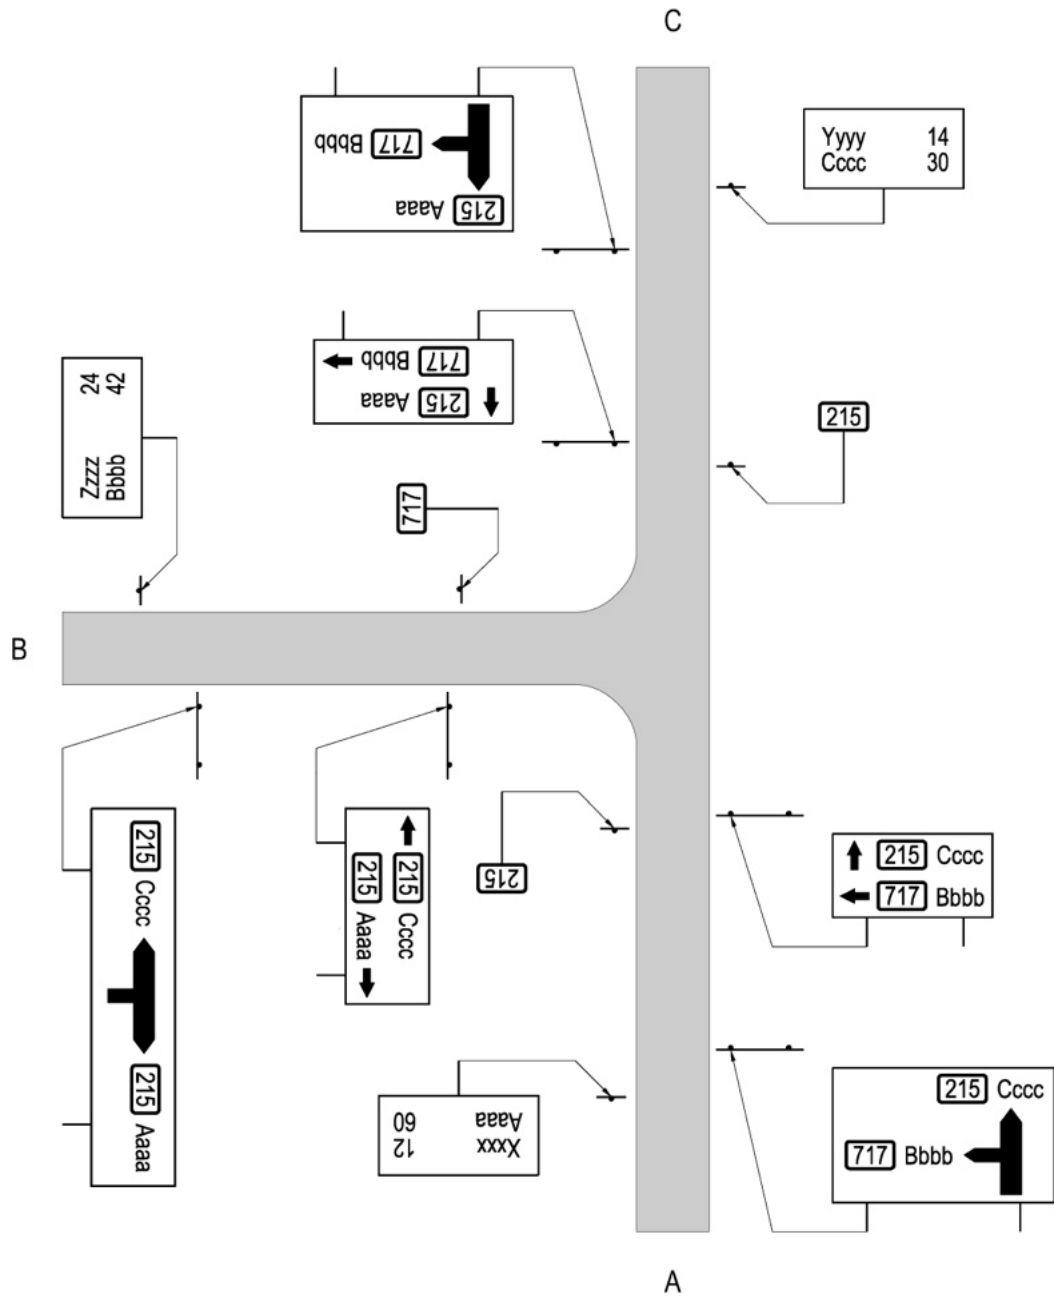 C
717 Bbbb
215 Aaaa
Yyyy 14
Cccc 30
717 Bbbb
215 Aaaa
Zzzz 24
Bbbb 42
717
215
B
215 Cccc
215 Aaaa
215 Cccc
215 Aaaa
215
215 Cccc
717 Bbbb
Xxxx 12
Aaaa 60
215 Cccc
717 Bbbb
A